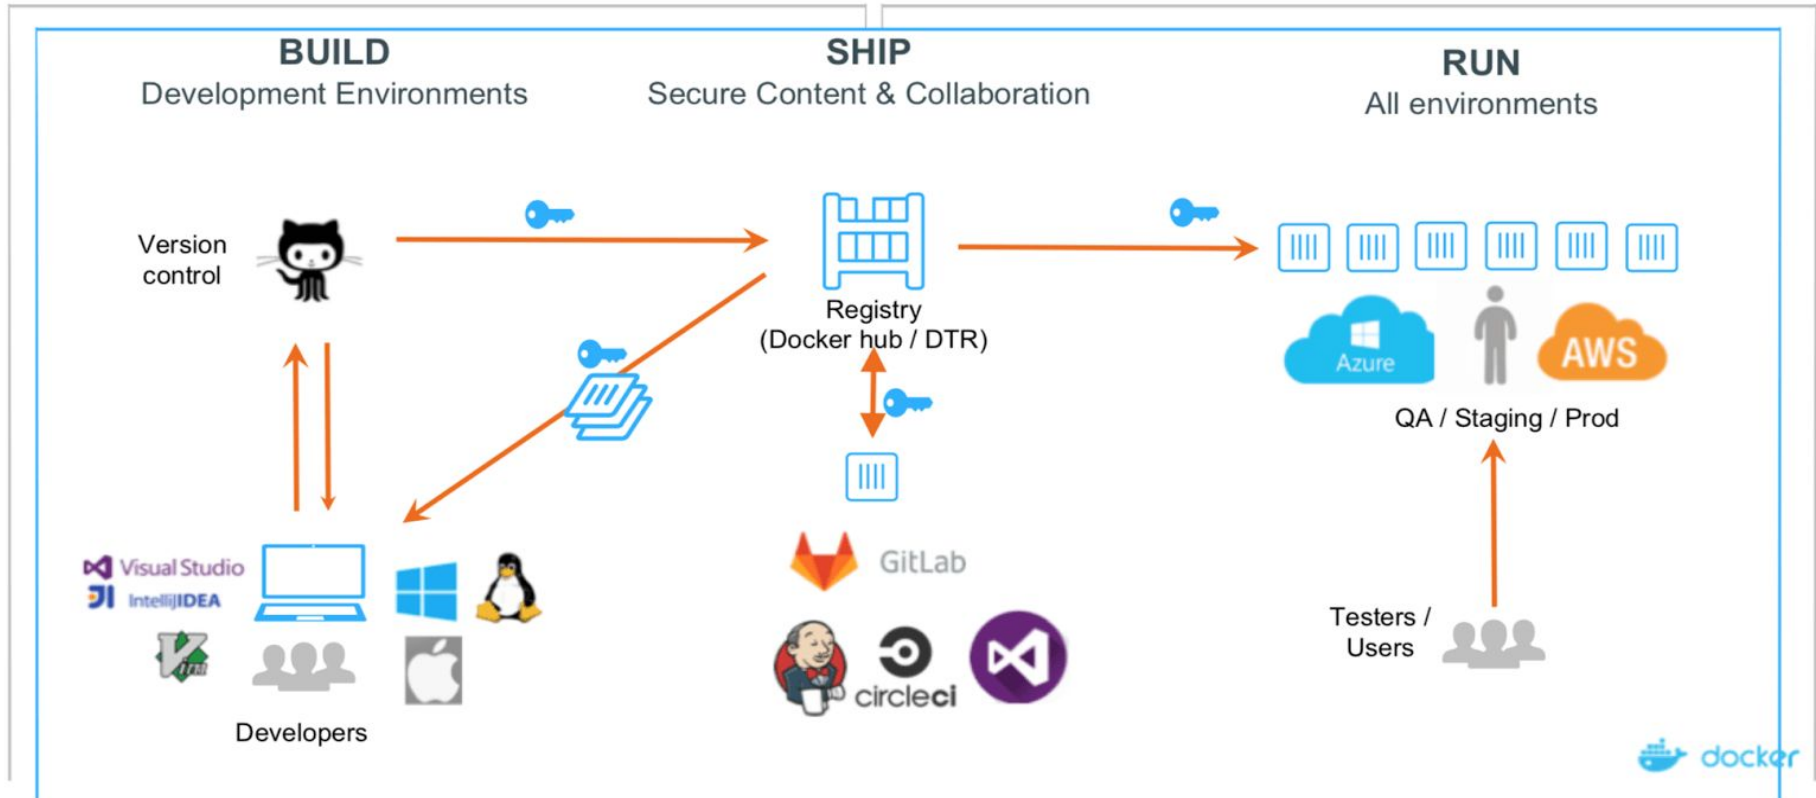 BUILD
Development Environments
SHIP
Secure Content & Collaboration
RUN
All environments
Version
control
Registry
(Docker hub / DTR)
Azure
AWS
QA / Staging / Prod
Visual Studio
IntelliJIDEA
Vim
Developers
GitLab
circleci
Testers /
Users
docker